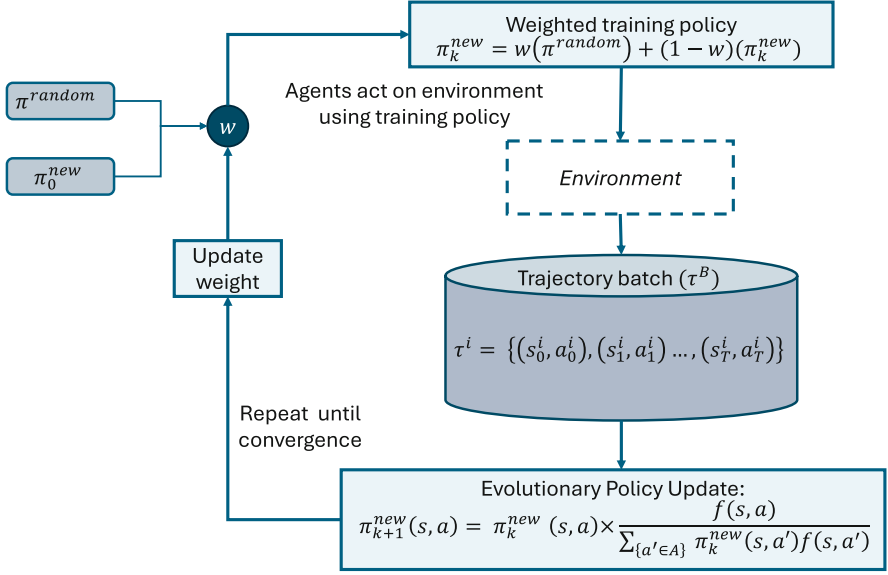 Weighted training policy
π_k^{new} = w(π^{random}) + (1 − w)(π_k^{new})
Agents act on environment
using training policy
π^{random}
w
π_0^{new}
Environment
Update
weight
Trajectory batch (τ^B)
τ^i = {(s_0^i, a_0^i), (s_1^i, a_1^i) …, (s_T^i, a_T^i)}
Repeat until
convergence
Evolutionary Policy Update:
π_{k+1}^{new}(s, a) = π_k^{new} (s, a) × \frac{f(s, a)}{∑_{\{a'∈A\}} π_k^{new}(s, a')f(s, a')}